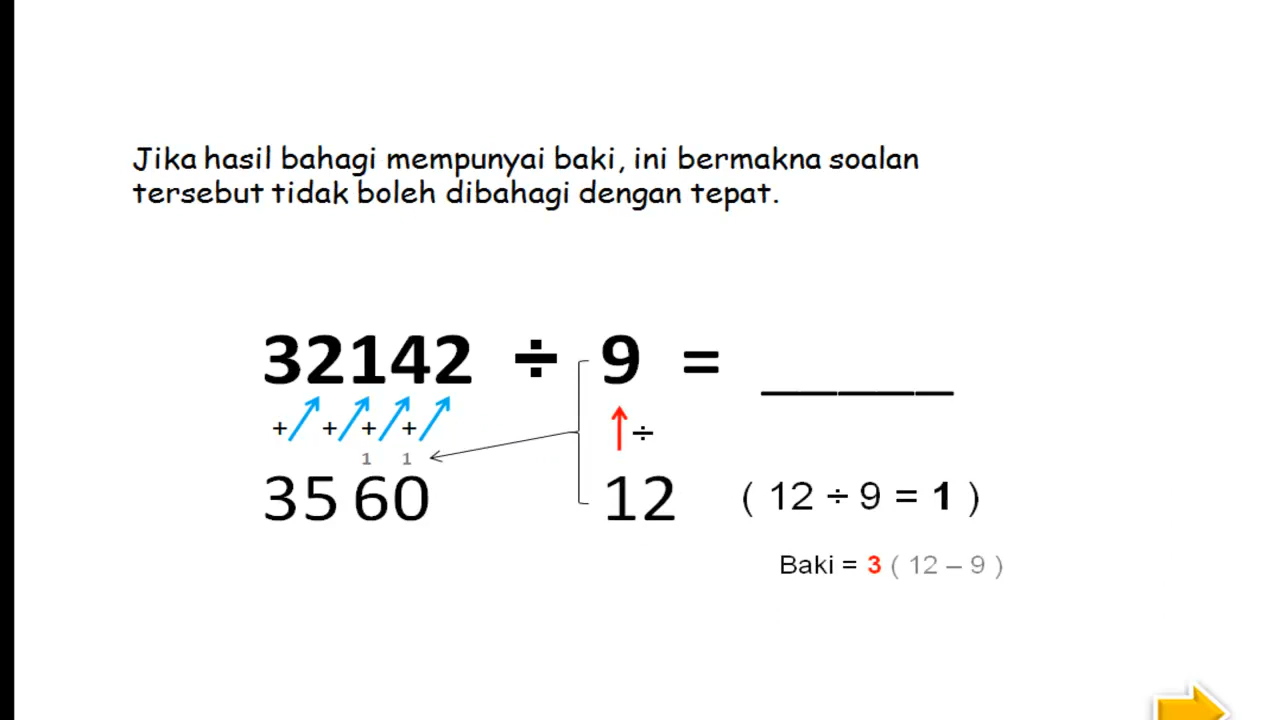 Jika hasil bahagi mempunyai baki, ini bermakna soalan
tersebut tidak boleh dibahagi dengan tepat.
32142 ÷ 9 = _____
+ + + + ÷
1 1
35 60 12 ( 12 ÷ 9 = 1 )
Baki = 3 ( 12 – 9 )